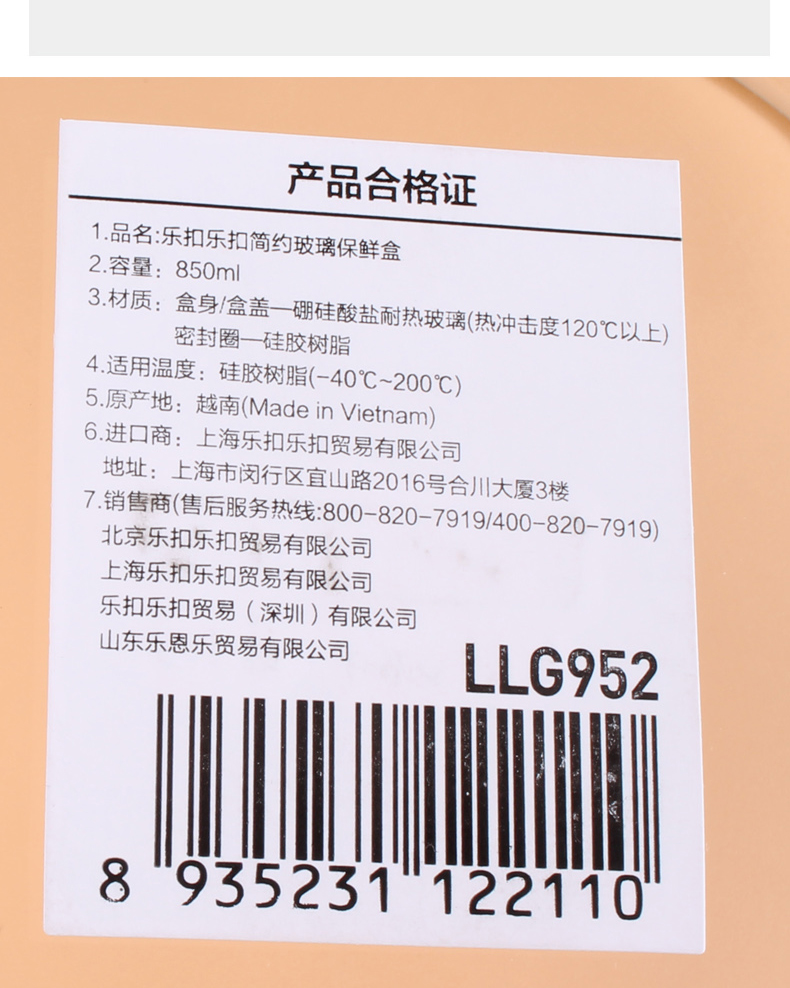 产品合格证
1.品名:乐扣乐扣简约玻璃保鲜盒
2.容量：850ml
3.材质：盒身/盒盖—硼硅酸盐耐热玻璃(热冲击度120℃以上)
密封圈—硅胶树脂
4.适用温度：硅胶树脂(-40℃~200℃)
5.原产地：越南(Made in Vietnam)
6.进口商：上海乐扣乐扣贸易有限公司
地址：上海市闵行区宜山路2016号合川大厦3楼
7.销售商(售后服务热线:800-820-7919/400-820-7919)
北京乐扣乐扣贸易有限公司
上海乐扣乐扣贸易有限公司
乐扣乐扣贸易（深圳）有限公司
山东乐恩乐贸易有限公司
LLG952
8 935231 122110